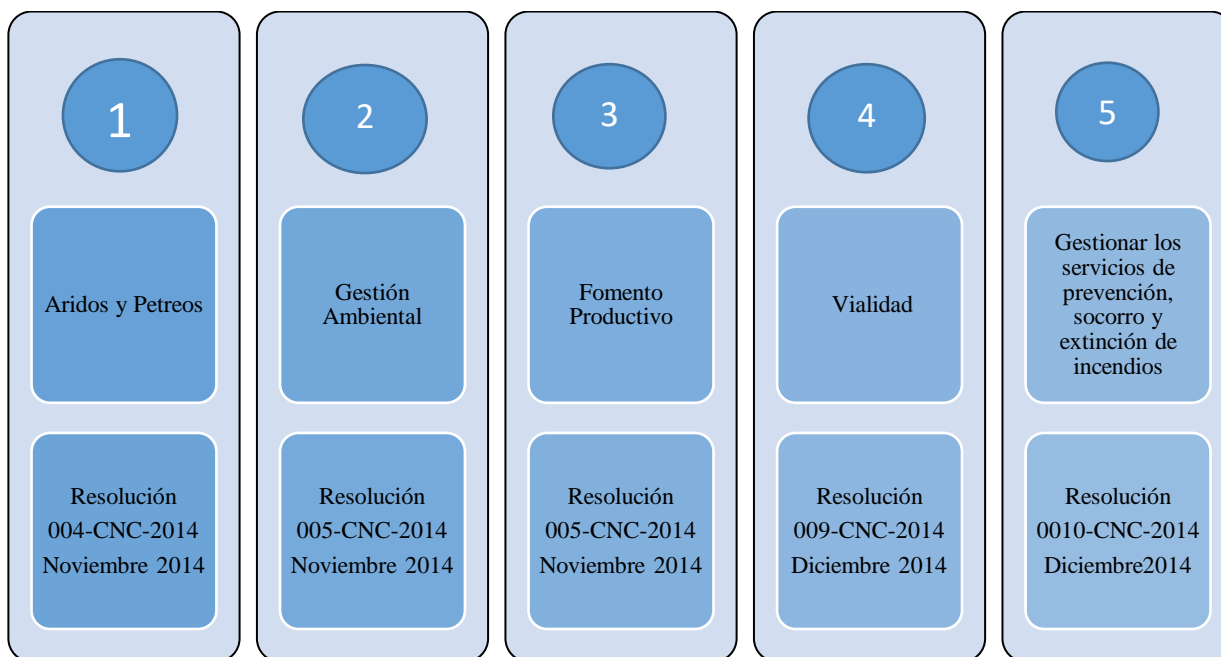 1
Aridos y Petreos
Resolución
004-CNC-2014
Noviembre 2014
2
Gestión
Ambiental
Resolución
005-CNC-2014
Noviembre 2014
3
Fomento
Productivo
Resolución
005-CNC-2014
Noviembre 2014
4
Vialidad
Resolución
009-CNC-2014
Diciembre 2014
5
Gestionar los
servicios de
prevención,
socorro y
extinción de
incendios
Resolución
0010-CNC-2014
Diciembre2014